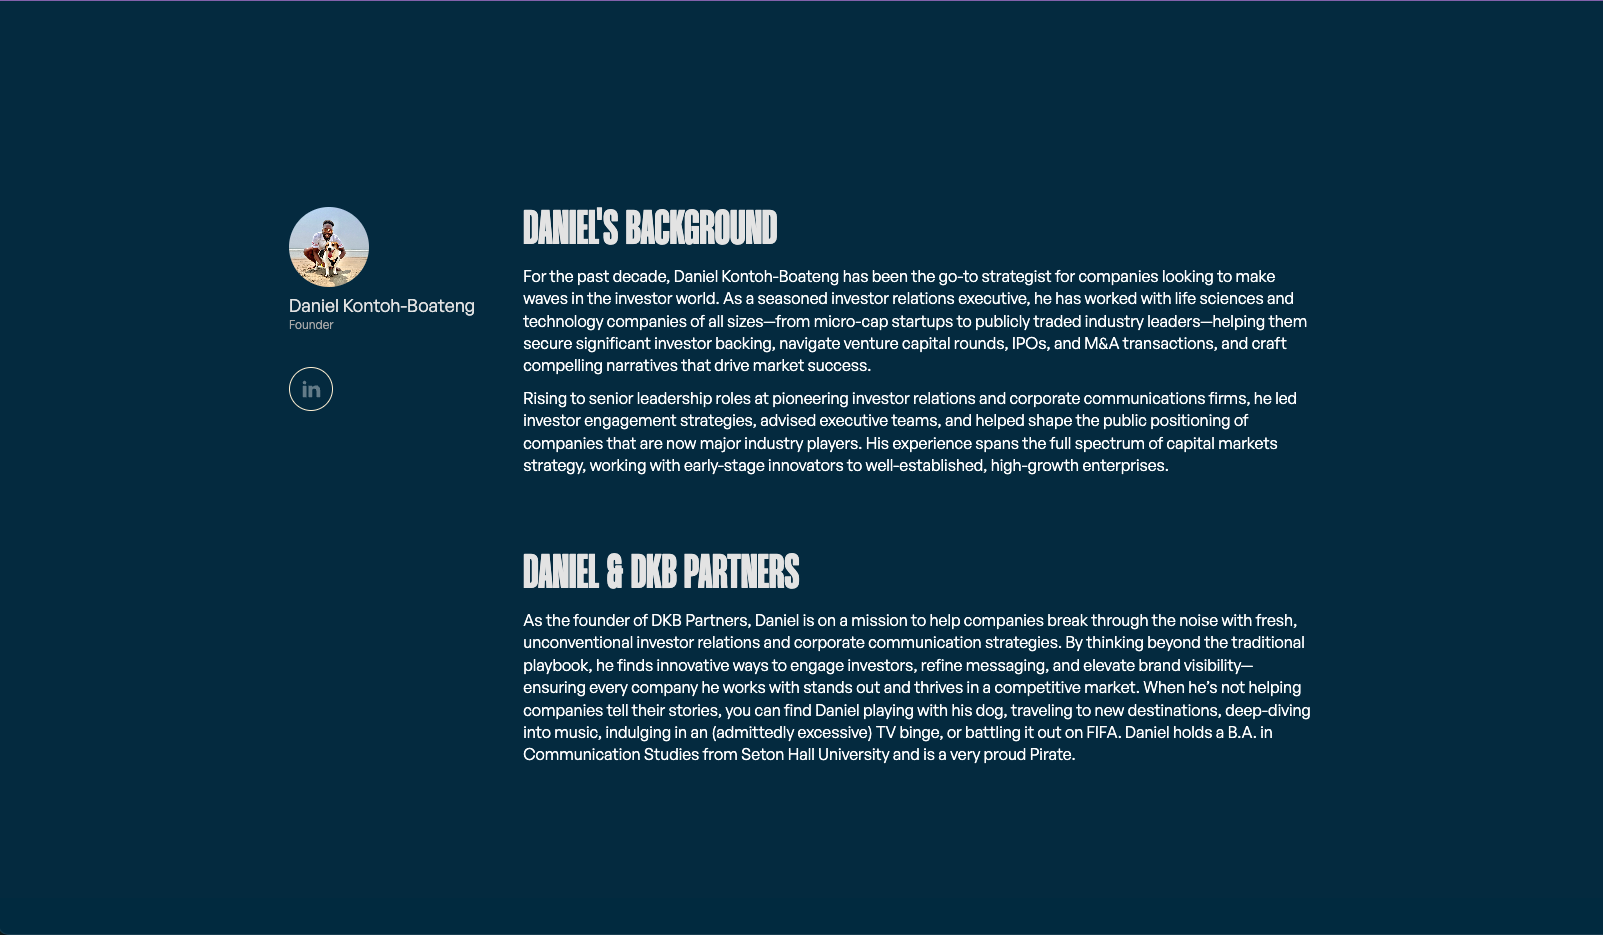 Daniel Kontoh-Boateng
Founder
in
DANIEL'S BACKGROUND
For the past decade, Daniel Kontoh-Boateng has been the go-to strategist for companies looking to make
waves in the investor world. As a seasoned investor relations executive, he has worked with life sciences and
technology companies of all sizes—from micro-cap startups to publicly traded industry leaders—helping them
secure significant investor backing, navigate venture capital rounds, IPOs, and M&A transactions, and craft
compelling narratives that drive market success.
Rising to senior leadership roles at pioneering investor relations and corporate communications firms, he led
investor engagement strategies, advised executive teams, and helped shape the public positioning of
companies that are now major industry players. His experience spans the full spectrum of capital markets
strategy, working with early-stage innovators to well-established, high-growth enterprises.
DANIEL & DKB PARTNERS
As the founder of DKB Partners, Daniel is on a mission to help companies break through the noise with fresh,
unconventional investor relations and corporate communication strategies. By thinking beyond the traditional
playbook, he finds innovative ways to engage investors, refine messaging, and elevate brand visibility—
ensuring every company he works with stands out and thrives in a competitive market. When he's not helping
companies tell their stories, you can find Daniel playing with his dog, traveling to new destinations, deep-diving
into music, indulging in an (admittedly excessive) TV binge, or battling it out on FIFA. Daniel holds a B.A. in
Communication Studies from Seton Hall University and is a very proud Pirate.